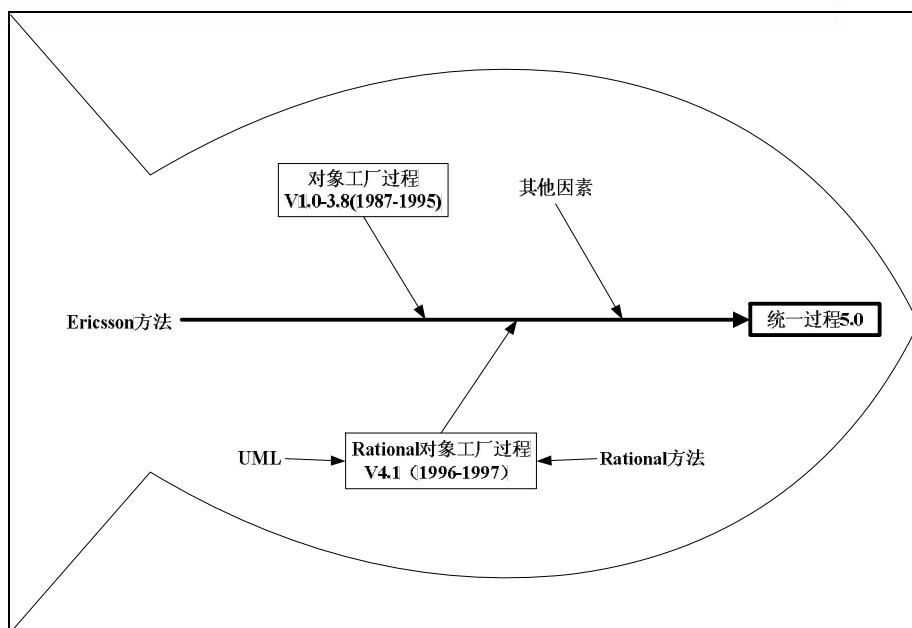 对象工厂过程
V1.0-3.8(1987-1995)
其他因素
Ericsson方法
统一过程5.0
UML
Rational对象工厂过程
V4.1（1996-1997）
Rational方法